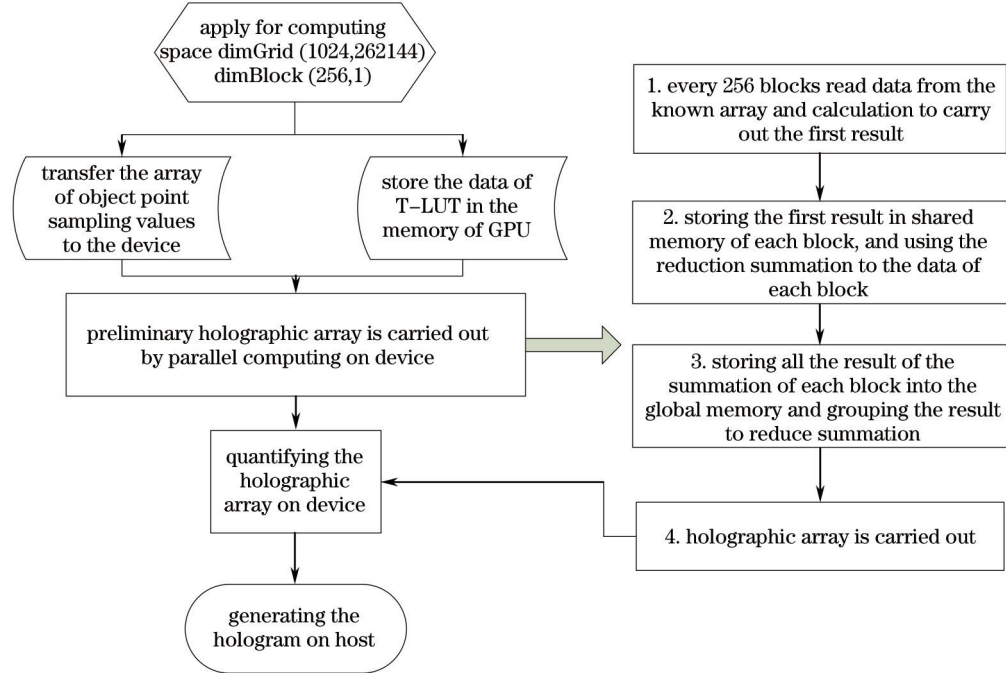 apply for computing
space dimGrid (1024,262144)
dimBlock (256,1)
transfer the array
of object point
sampling values
to the device
store the data of
T-LUT in the
memory of GPU
preliminary holographic array is carried out
by parallel computing on device
quantifying the
holographic
array on device
generating the
hologram on host
1. every 256 blocks read data from the
known array and calculation to carry
out the first result
2. storing the first result in shared
memory of each block, and using the
reduction summation to the data of
each block
3. storing all the result of the
summation of each block into the
global memory and grouping the result
to reduce summation
4. holographic array is carried out